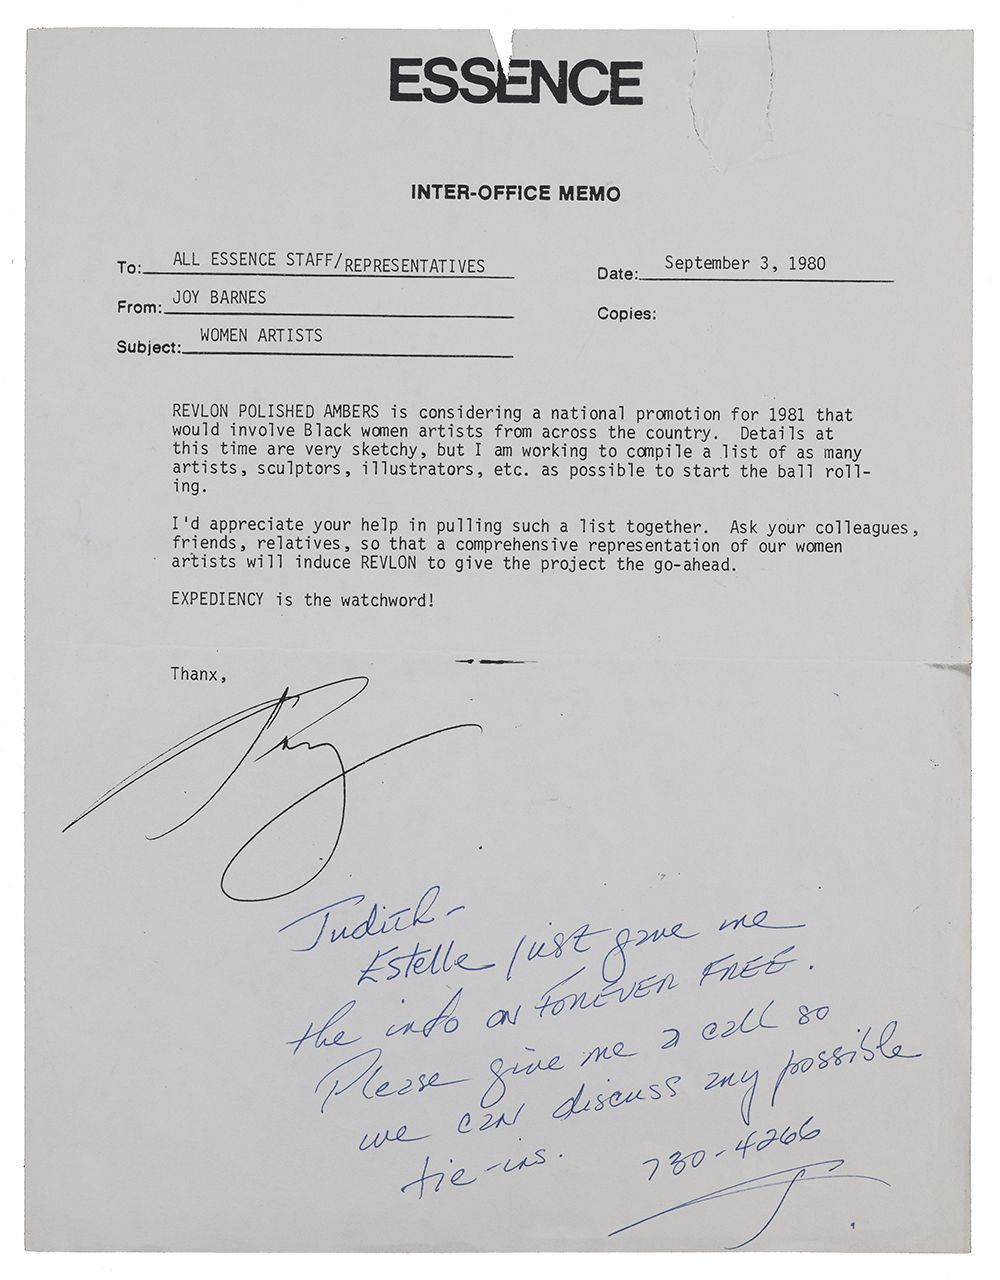 ESSENCE
INTER-OFFICE MEMO
To: ALL ESSENCE STAFF/REPRESENTATIVES
Date: September 3, 1980
From: JOY BARNES
Copies:
Subject: WOMEN ARTISTS
REVLON POLISHED AMBERS is considering a national promotion for 1981 that
would involve Black women artists from across the country.  Details at
this time are very sketchy, but I am working to compile a list of as many
artists, sculptors, illustrators, etc. as possible to start the ball roll-
ing.
I'd appreciate your help in pulling such a list together.  Ask your colleagues,
friends, relatives, so that a comprehensive representation of our women
artists will induce REVLON to give the project the go-ahead.
EXPEDIENCY is the watchword!
Thanx,
Joy
Judith-
Estelle just gave me
the info on FOREVER FREE.
Please give me a call so
we can discuss any possible
tie-ins.
730-4266
J